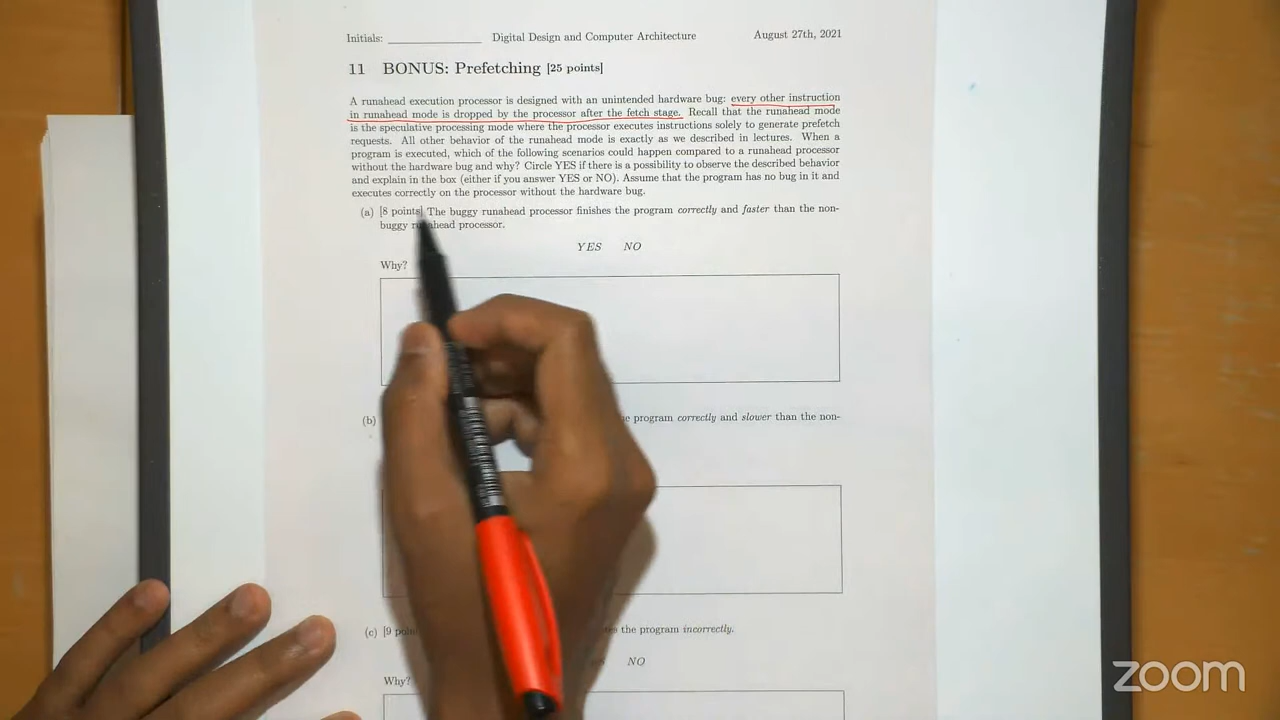 Initials: Digital Design and Computer Architecture August 27th, 2021
11 BONUS: Prefetching [25 points]
A runahead execution processor is designed with an unintended hardware bug: every other instruction
in runahead mode is dropped by the processor after the fetch stage. Recall that the runahead mode
is the speculative processing mode where the processor executes instructions solely to generate prefetch
requests. All other behavior of the runahead mode is exactly as we described in lectures. When a
program is executed, which of the following scenarios could happen compared to a runahead processor
without the hardware bug and why? Circle YES if there is a possibility to observe the described behavior
and explain in the box (either if you answer YES or NO). Assume that the program has no bug in it and
executes correctly on the processor without the hardware bug.
(a) [8 points] The buggy runahead processor finishes the program correctly and faster than the non-
buggy runahead processor.
YES NO
Why?
(b) program correctly and slower than the non-
(c) [9 the program incorrectly.
NO
Why?
zoom